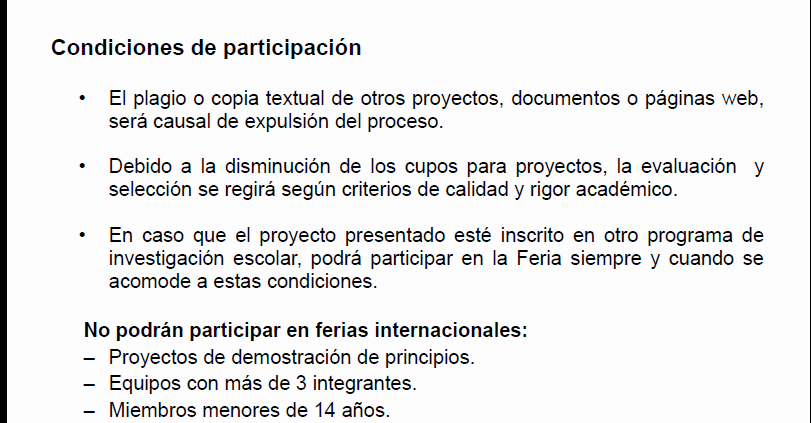 Condiciones de participación
• El plagio o copia textual de otros proyectos, documentos o páginas web,
será causal de expulsión del proceso.
• Debido a la disminución de los cupos para proyectos, la evaluación y
selección se regirá según criterios de calidad y rigor académico.
• En caso que el proyecto presentado esté inscrito en otro programa de
investigación escolar, podrá participar en la Feria siempre y cuando se
acomode a estas condiciones.
No podrán participar en ferias internacionales:
– Proyectos de demostración de principios.
– Equipos con más de 3 integrantes.
– Miembros menores de 14 años.